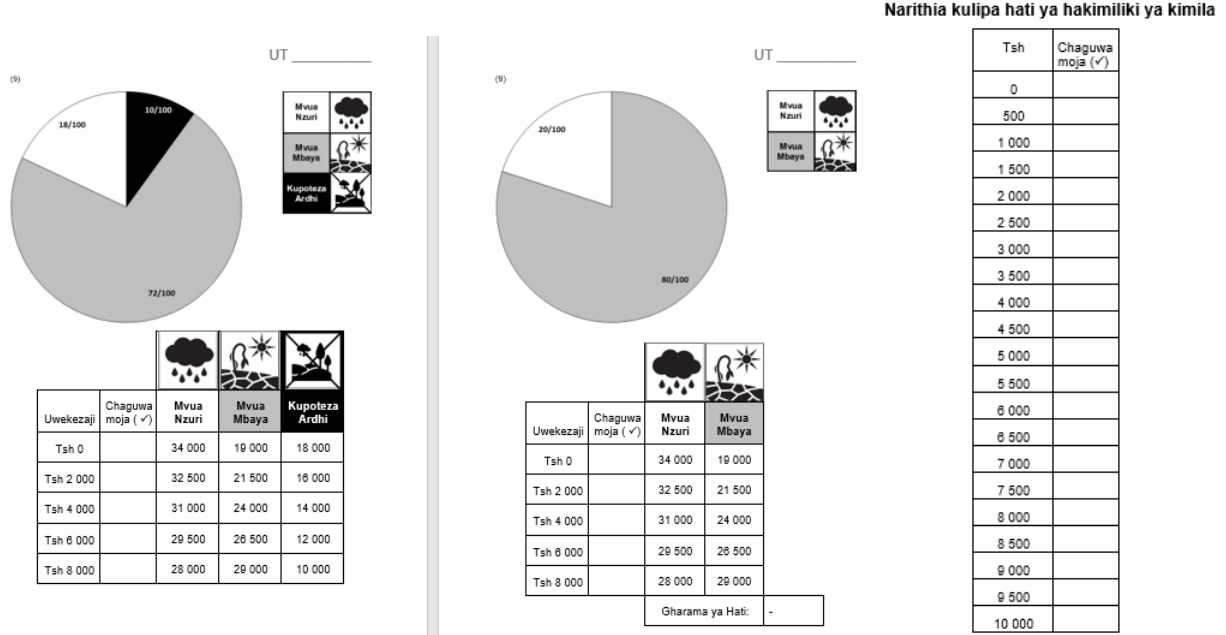 Narithia kulipa hati ya hakimiliki ya kimila
UT
(9)
10/100
18/100
72/100
Mvua
Nzuri
Mvua
Mbaya
Kupoteza
Ardhi
Uwekezaji
Chaguwa
moja ( ✓)
Mvua
Nzuri
Mvua
Mbaya
Kupoteza
Ardhi
Tsh 0 34 000 19 000 18 000
Tsh 2 000 32 500 21 500 16 000
Tsh 4 000 31 000 24 000 14 000
Tsh 6 000 29 500 26 500 12 000
Tsh 8 000 28 000 29 000 10 000
UT
(9)
20/100
80/100
Mvua
Nzuri
Mvua
Mbaya
Uwekezaji
Chaguwa
moja ( ✓)
Mvua
Nzuri
Mvua
Mbaya
Tsh 0 34 000 19 000
Tsh 2 000 32 500 21 500
Tsh 4 000 31 000 24 000
Tsh 6 000 29 500 26 500
Tsh 8 000 28 000 29 000
Gharama ya Hati: -
Tsh
Chaguwa
moja (✓)
0
500
1 000
1 500
2 000
2 500
3 000
3 500
4 000
4 500
5 000
5 500
6 000
6 500
7 000
7 500
8 000
8 500
9 000
9 500
10 000